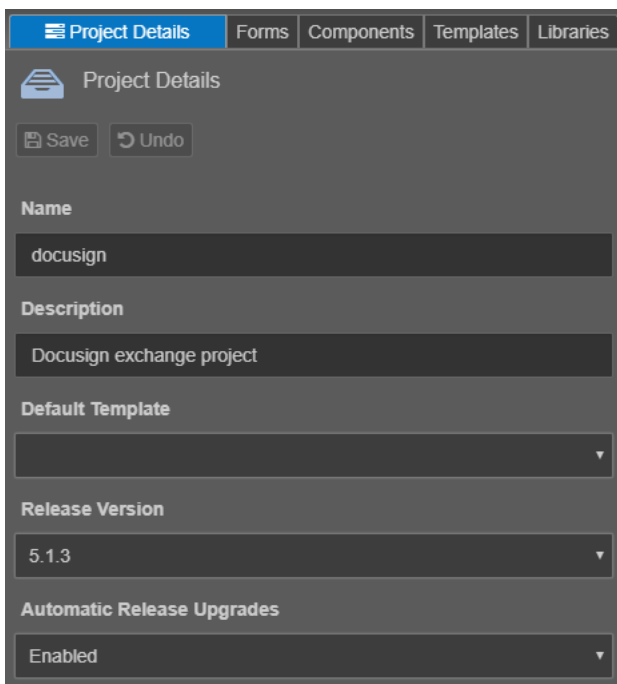 Project Details Forms Components Templates Libraries
Project Details
Save Undo
Name
docusign
Description
Docusign exchange project
Default Template
Release Version
5.1.3
Automatic Release Upgrades
Enabled